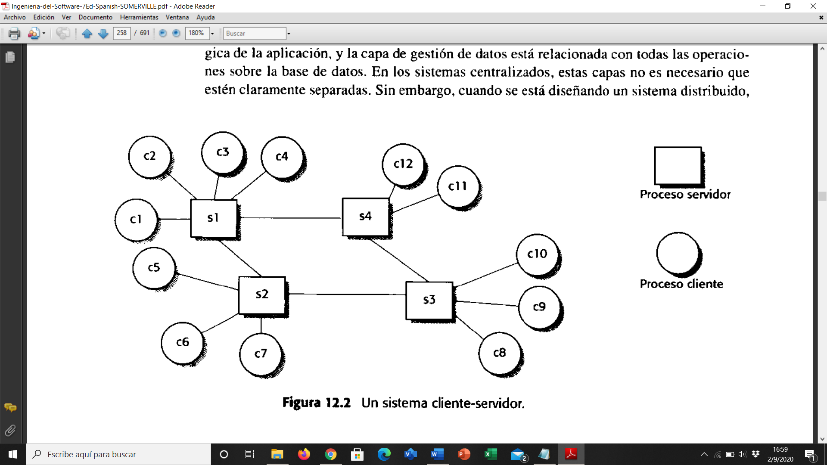 Ingenieria-del-Software-7Ed-Spanish-SOMERVILLE.pdf - Adobe Reader
Archivo Edición Ver Documento Herramientas Ventana Ayuda
258 / 691 180% Buscar
gica de la aplicación, y la capa de gestión de datos está relacionada con todas las operacio-
nes sobre la base de datos. En los sistemas centralizados, estas capas no es necesario que
estén claramente separadas. Sin embargo, cuando se está diseñando un sistema distribuido,
c2 c3 c4 c12
c11
c1 s1 s4
Proceso servidor
c5 c10
s2 s3 c9
Proceso cliente
c6 c7 c8
Figura 12.2 Un sistema cliente-servidor.
Escribe aquí para buscar
16:59
2/9/2020